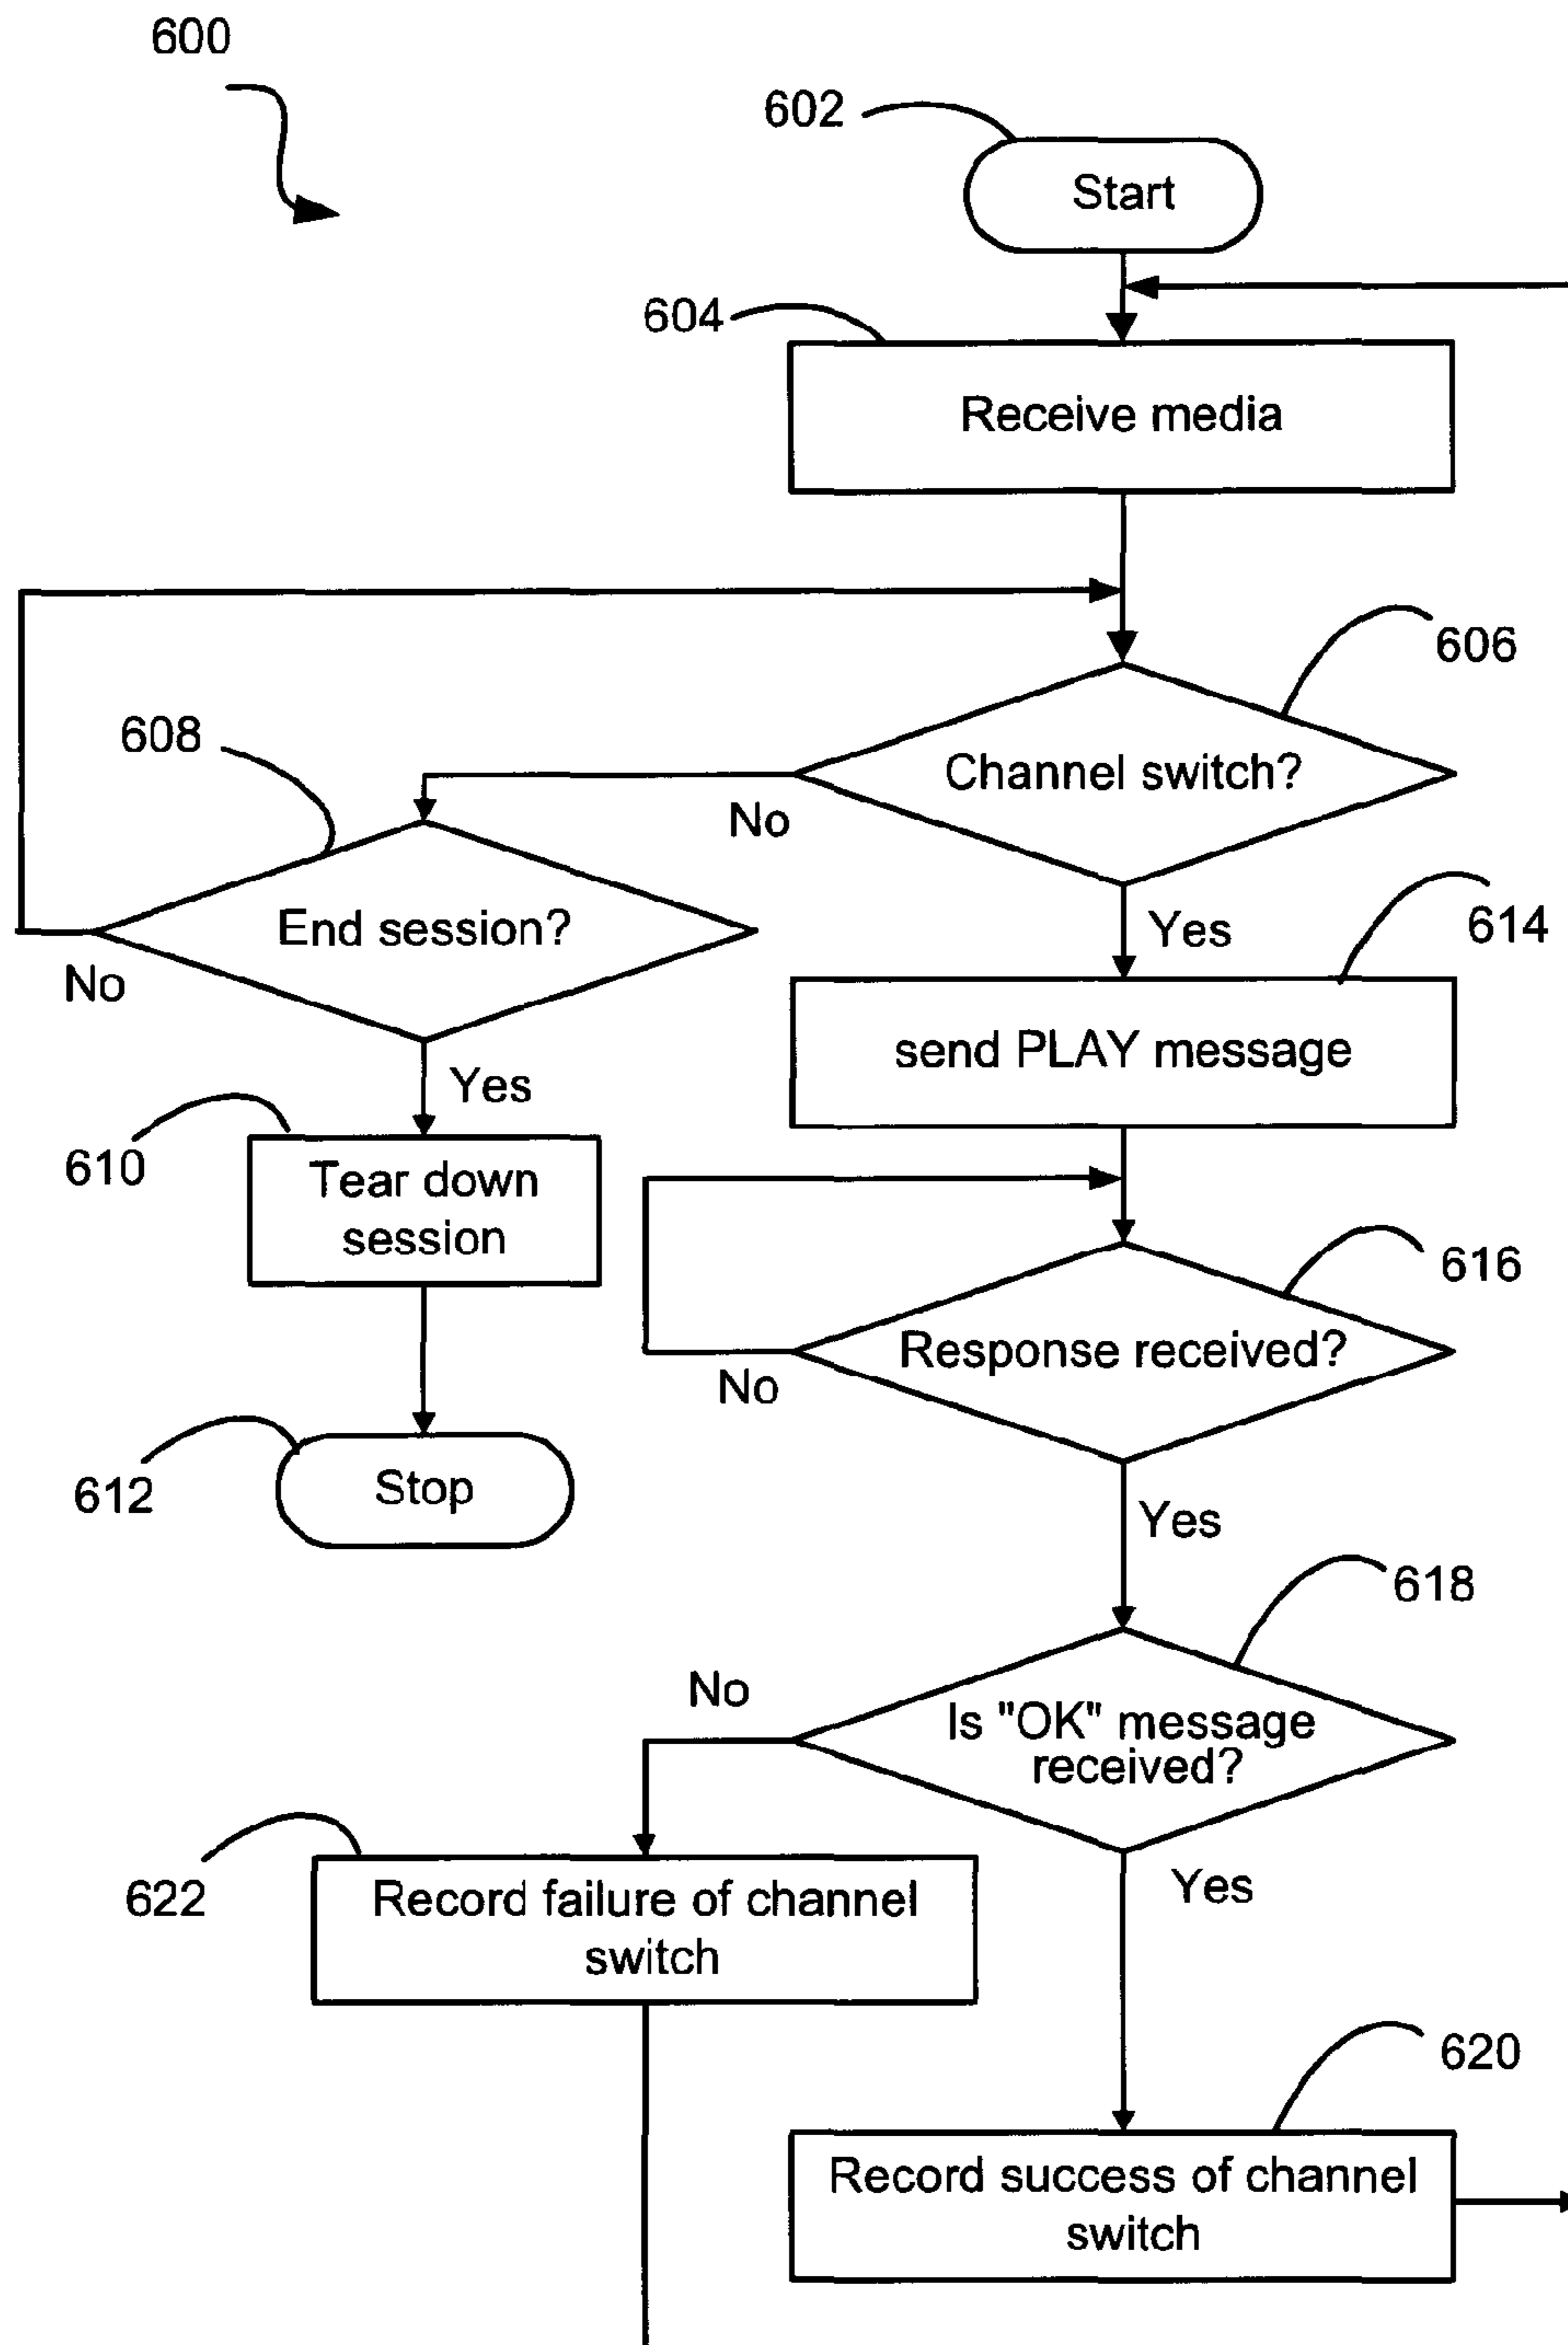 600
602
Start
604
Receive media
606
Channel switch?
No
608
End session?
No
Yes
614
send PLAY message
Yes
610
Tear down
session
616
Response received?
No
612
Stop
Yes
618
No
Is "OK" message
received?
622
Record failure of channel
switch
Yes
620
Record success of channel
switch